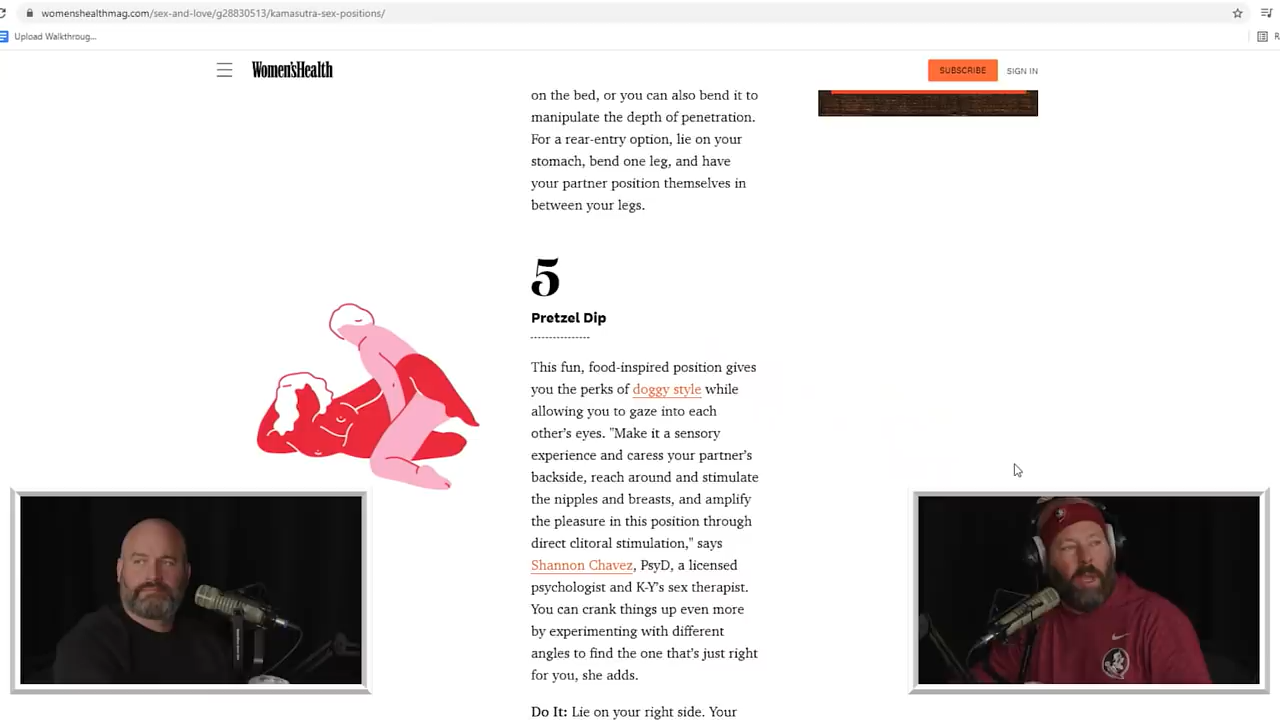 womenshealthmag.com/sex-and-love/g28830513/kamasutra-sex-positions/
Upload Walkthroug...
Women'sHealth
SUBSCRIBE
SIGN IN
on the bed, or you can also bend it to
manipulate the depth of penetration.
For a rear-entry option, lie on your
stomach, bend one leg, and have
your partner position themselves in
between your legs.
5
Pretzel Dip
This fun, food-inspired position gives
you the perks of doggy style while
allowing you to gaze into each
other's eyes. "Make it a sensory
experience and caress your partner's
backside, reach around and stimulate
the nipples and breasts, and amplify
the pleasure in this position through
direct clitoral stimulation," says
Shannon Chavez, PsyD, a licensed
psychologist and K-Y's sex therapist.
You can crank things up even more
by experimenting with different
angles to find the one that's just right
for you, she adds.
Do It: Lie on your right side. Your